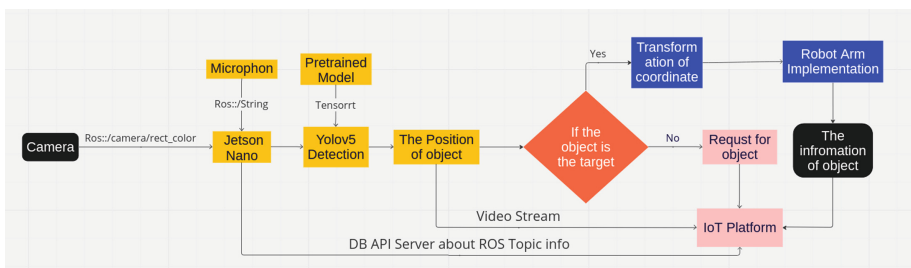 Yes
Transform
ation of
coordinate
Robot Arm
Implementation
Microphon
Pretrained
Model
Ros::/String
Tensorrt
Camera
Ros::/camera/rect_color
Jetson
Nano
Yolov5
Detection
The Position
of object
If the
object is
the target
No
Requst for
object
The
infromation
of object
Video Stream
IoT Platform
DB API Server about ROS Topic info